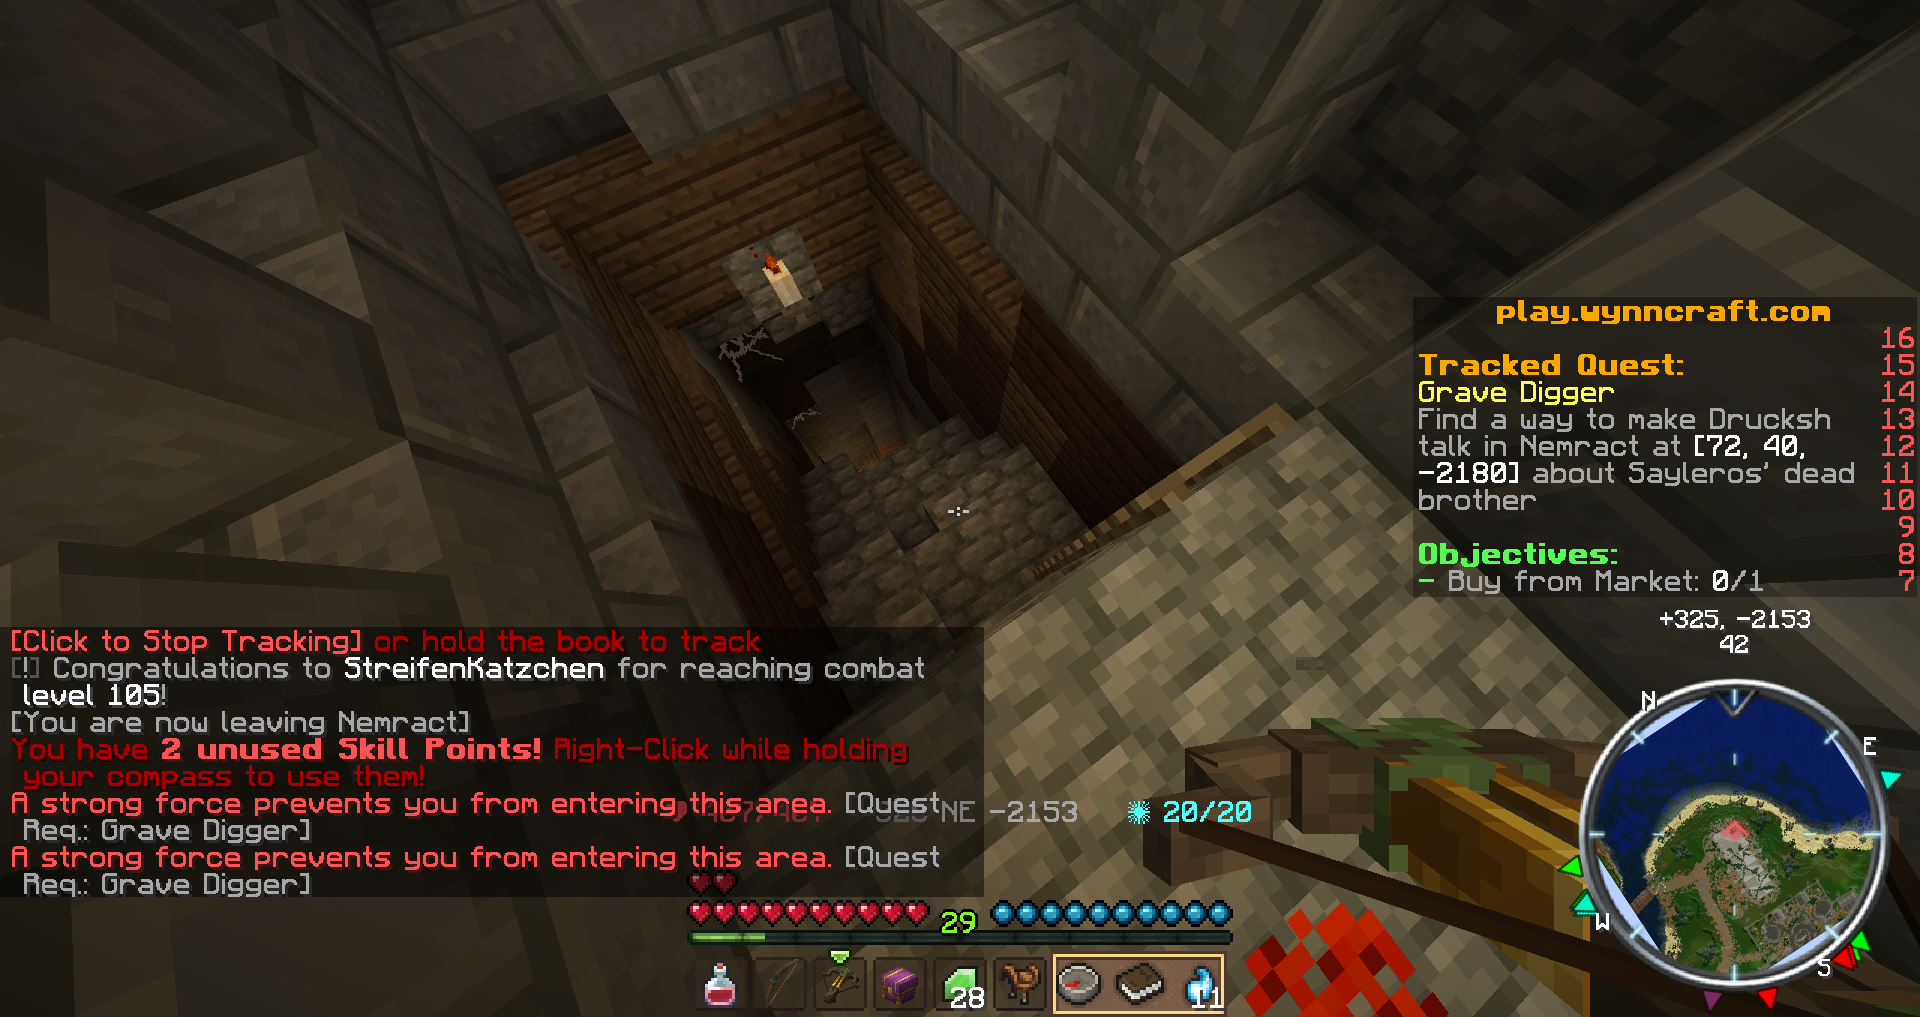 play.wynncraft.com
16
Tracked Quest: 15
Grave Digger 14
Find a way to make Drucksh 13
talk in Nemract at [72, 40, 12
-2180] about Sayleros' dead 11
brother 10
9
Objectives: 8
- Buy from Market: 0/1 7
+325, -2153
42
N
E
S
W
[Click to Stop Tracking] or hold the book to track
[!] Congratulations to StreifenKatzchen for reaching combat
level 105!
[You are now leaving Nemract]
You have 2 unused Skill Points! Right-Click while holding
your compass to use them!
A strong force prevents you from entering this area. [Quest
Req.: Grave Digger]
A strong force prevents you from entering this area. [Quest
Req.: Grave Digger]
NE -2153
20/20
29
28
11